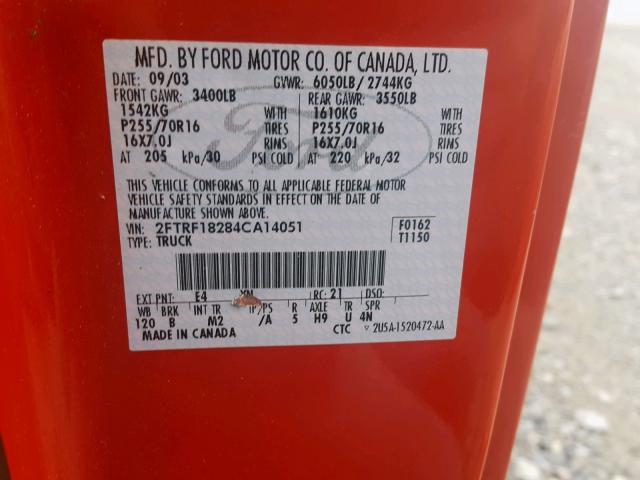 MFD. BY FORD MOTOR CO. OF CANADA, LTD.
DATE: 09/03 GVWR: 6050LB/ 2744KG
FRONT GAWR: 3400LB REAR GAWR: 3550LB
1542KG WITH 1610KG WITH
P255/70R16 TIRES P255/70R16 TIRES
16X7.0J RIMS 16X7.0J RIMS
AT 205 kPa/30 PSI COLD AT 220 kPa/32 PSI COLD
THIS VEHICLE CONFORMS TO ALL APPLICABLE FEDERAL MOTOR
VEHICLE SAFETY STANDARDS IN EFFECT ON THE DATE OF
MANUFACTURE SHOWN ABOVE.
VIN: 2FTRF18284CA14051 F0162
TYPE: TRUCK T1150
Ford
EXT PNT: E4 RC: 21 DSO:
WB BRK INT TR TP/PS R AXLE TR SPR
120 B M2 /A 5 H9 U 4N
MADE IN CANADA CTC 2U5A-1520472-AA